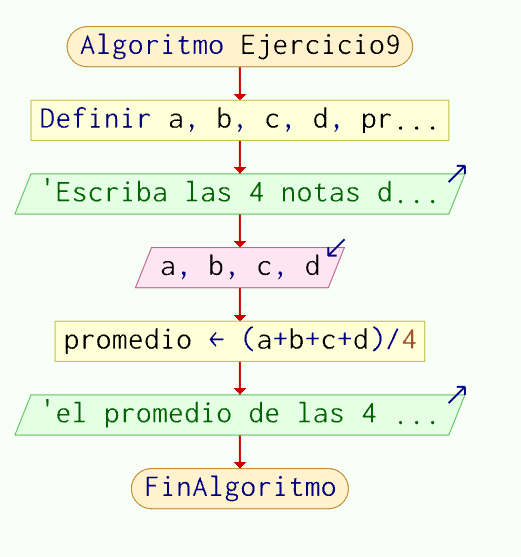 Algoritmo Ejercicio9
Definir a, b, c, d, pr...
'Escriba las 4 notas d...
a, b, c, d
promedio ← (a+b+c+d)/4
'el promedio de las 4 ...
FinAlgoritmo